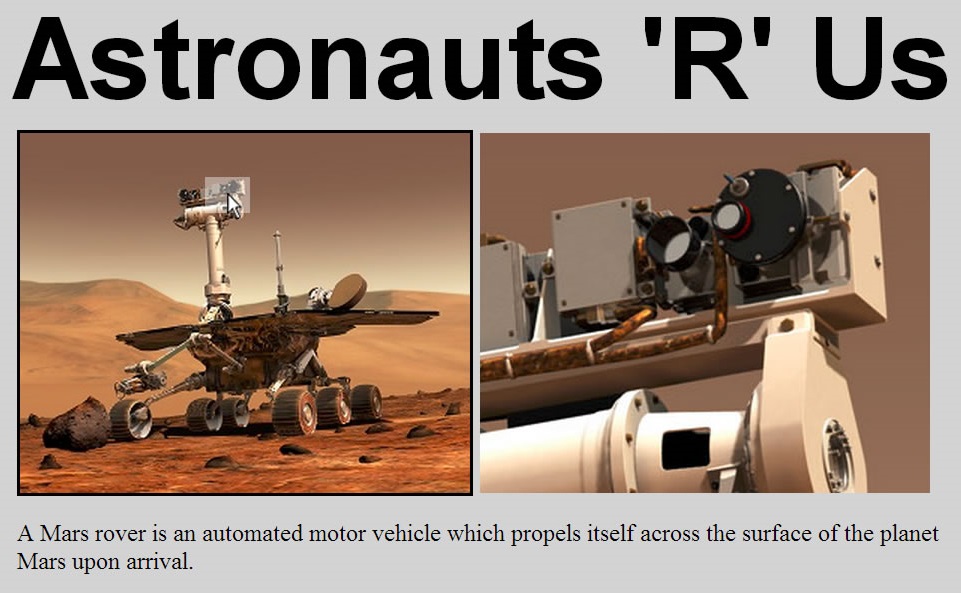 Astronauts 'R' Us
A Mars rover is an automated motor vehicle which propels itself across the surface of the planet
Mars upon arrival.